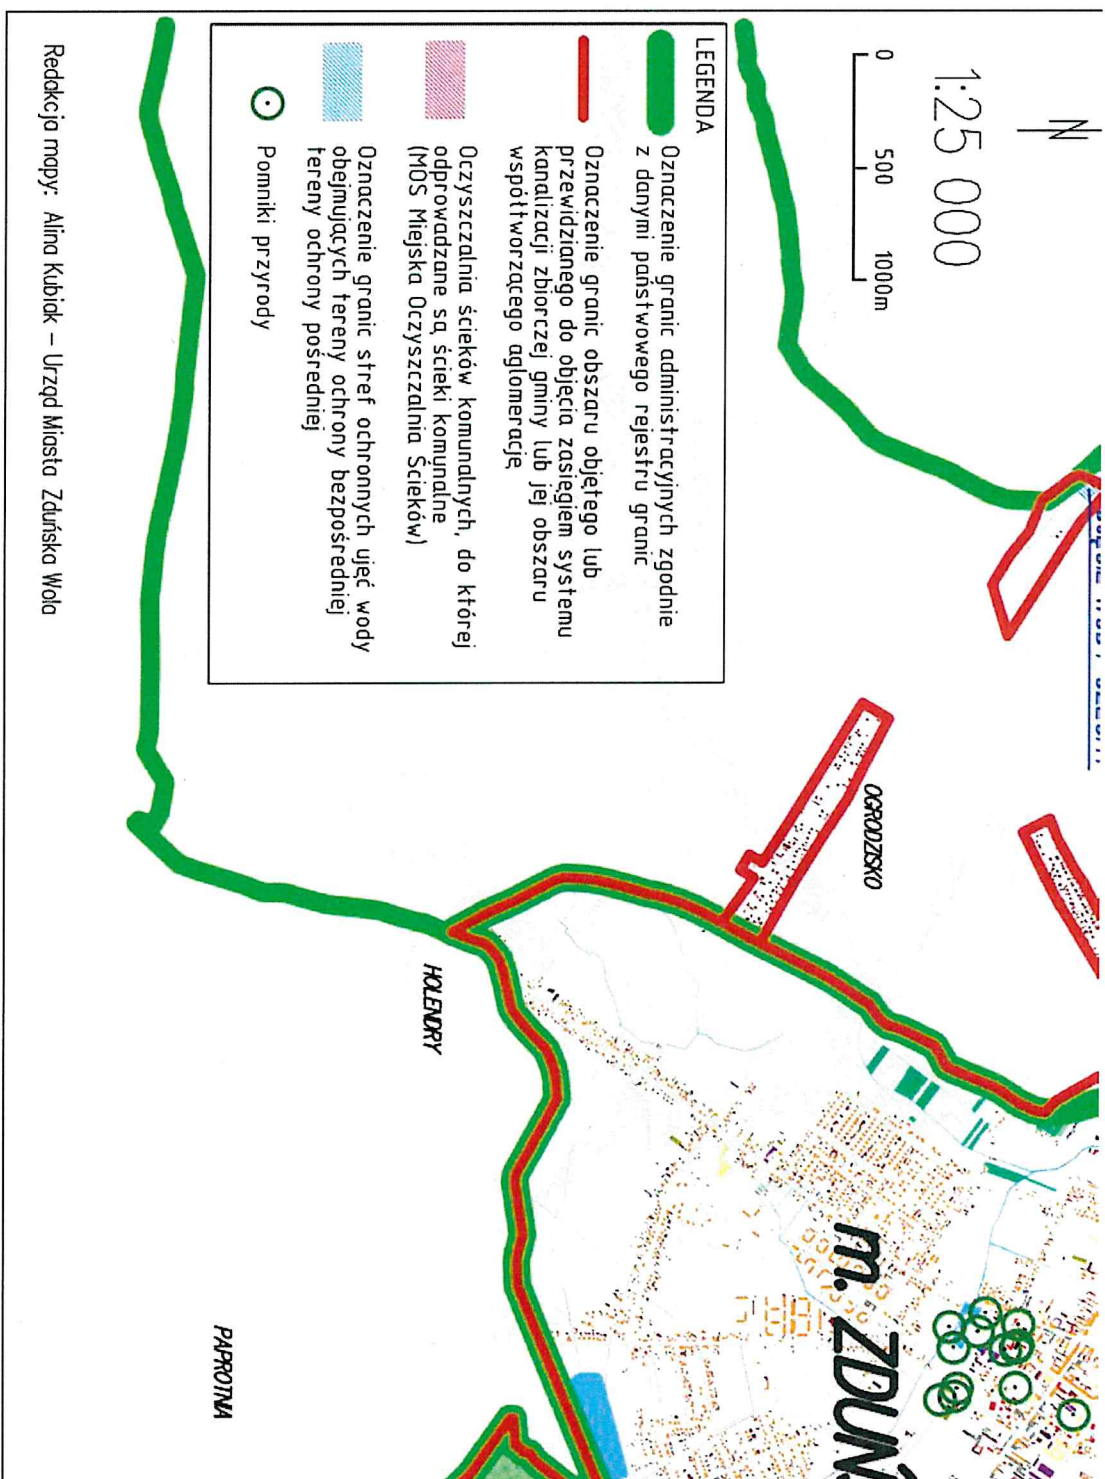 N
1:25 000
0 500 1000m
LEGENDA
Oznaczenie granic administracyjnych zgodnie
z danymi państwowego rejestru granic
Oznaczenie granic obszaru objętego lub
przewidzianego do objęcia zasięgiem systemu
kanalizacji zbiorczej gminy lub jej obszaru
współtworzącego aglomerację
Oczyszczalnia ścieków komunalnych, do której
odprowadzane są ścieki komunalne
(MOŚ Miejska Oczyszczalnia Ścieków)
Oznaczenie granic stref ochronnych ujęć wody
obejmujących tereny ochrony bezpośredniej
tereny ochrony pośredniej
Pomniki przyrody
Redakcja mapy: Alina Kubiak – Urząd Miasta Zduńska Wola
OGRODZISKO
HOLENDRY
m. ZDUŃ
PAPROTNIA